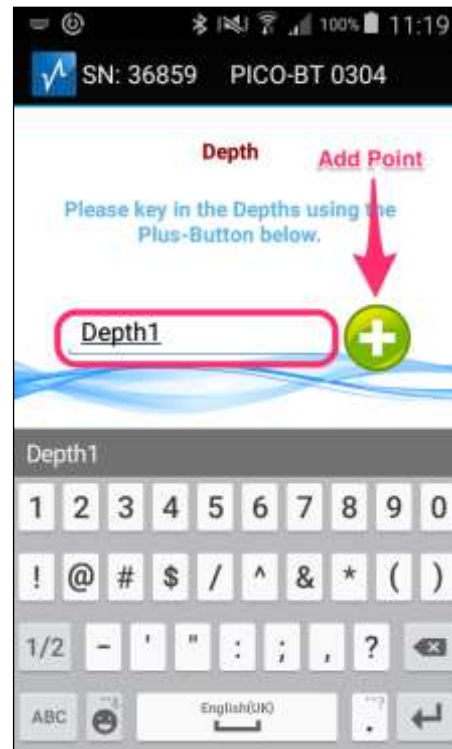 100% 11:19
SN: 36859 PICO-BT 0304
Depth
Add Point
Please key in the Depths using the
Plus-Button below.
Depth1
Depth1
1 2 3 4 5 6 7 8 9 0
! @ # $ / ^ & * ( )
1/2 - ' " : ; , ?
ABC English(UK) .